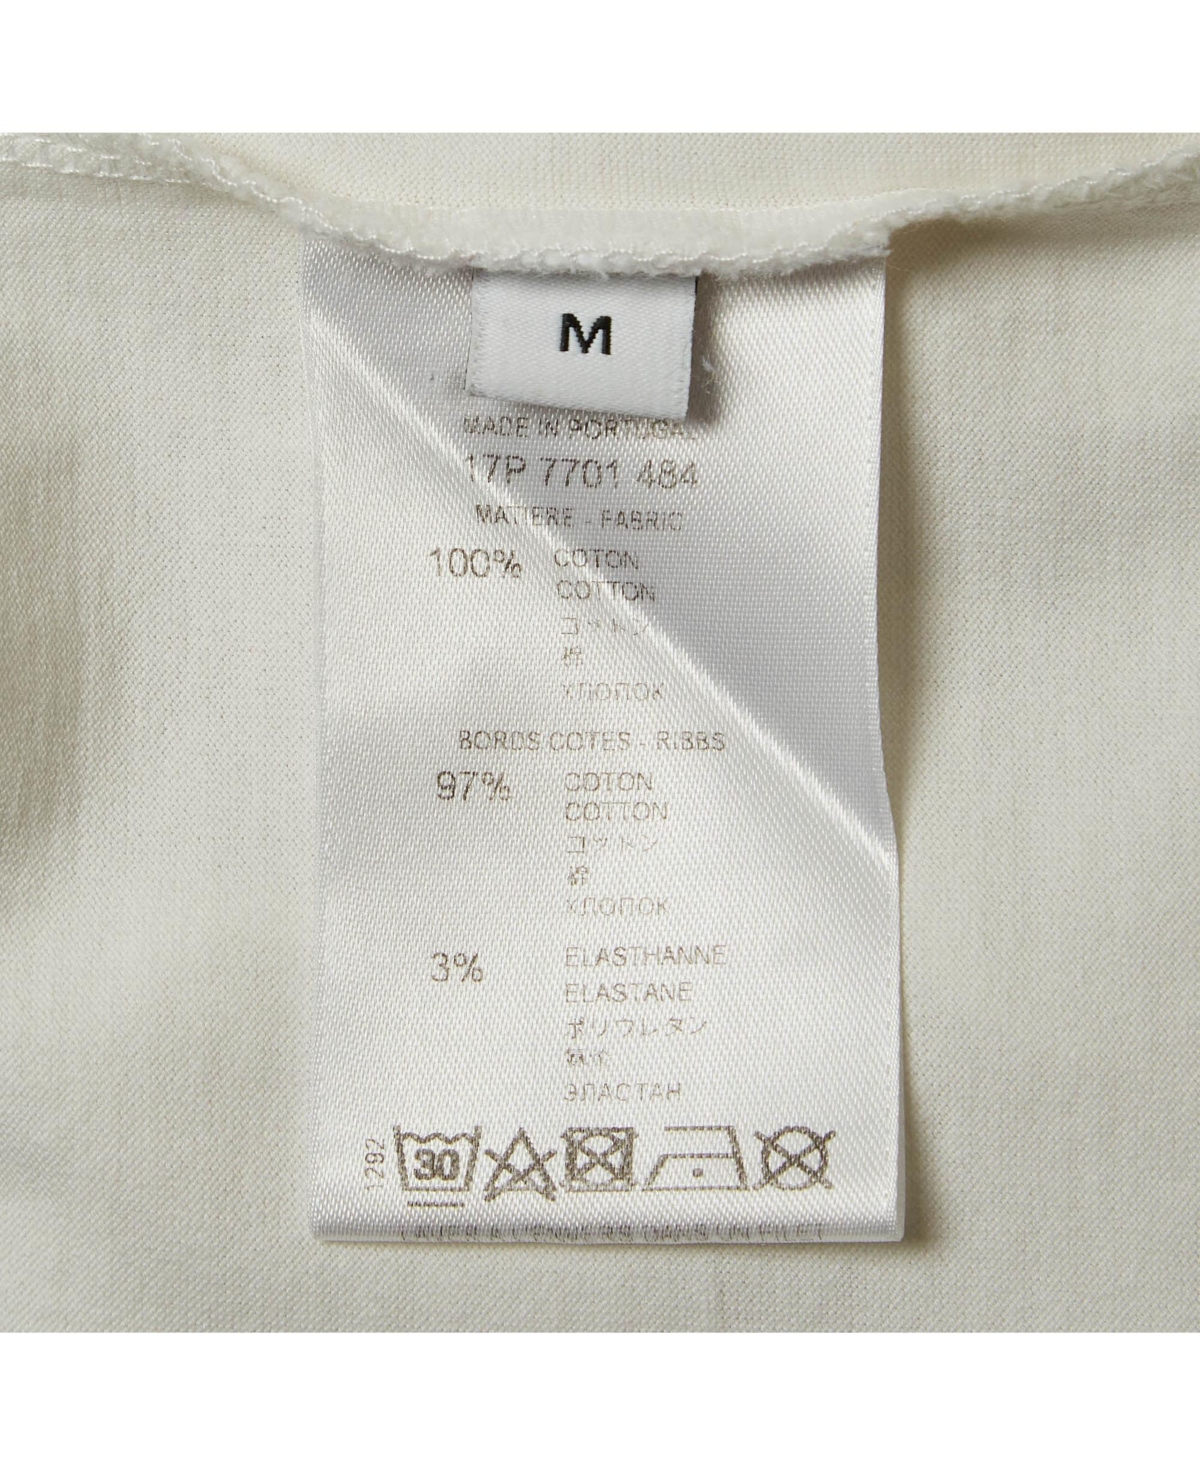 M
MADE IN PORTUGAL
17P 7701 484
MATIERE - FABRIC
100% COTON
COTTON
コットン
棉
ХЛОПОК
BORDS COTES - RIBBS
97% COTON
COTTON
コットン
棉
ХЛОПОК
3% ELASTHANNE
ELASTANE
ポリウレタン
ЭЛАСТАН
1292
30